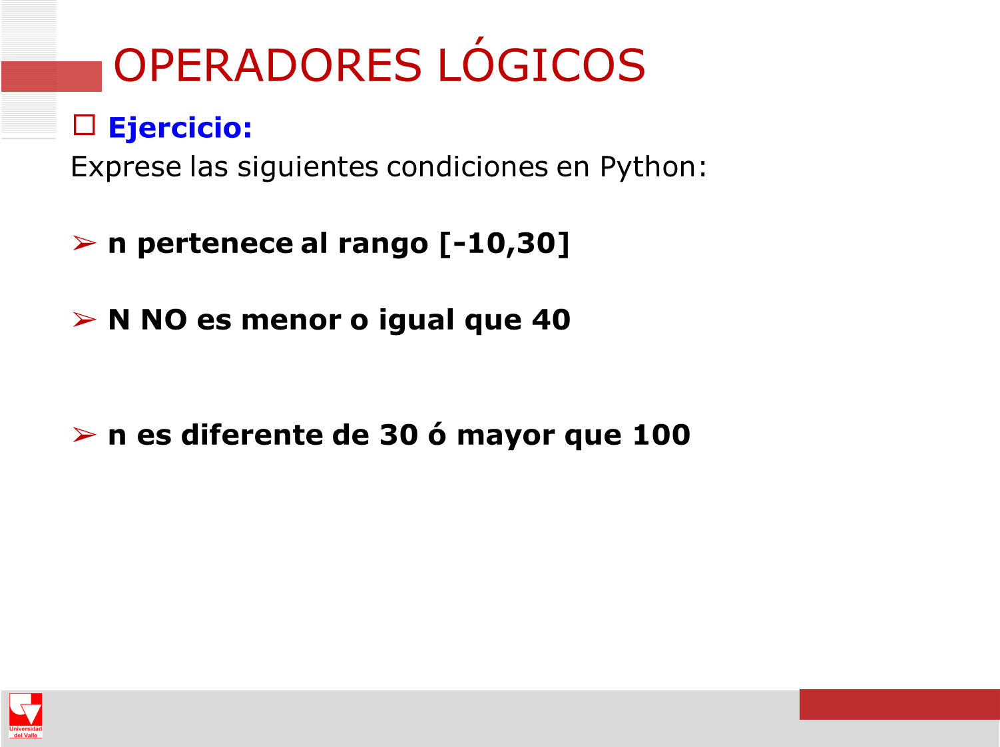 OPERADORES LÓGICOS
Ejercicio:
Exprese las siguientes condiciones en Python:
n pertenece al rango [-10,30]
N NO es menor o igual que 40
n es diferente de 30 ó mayor que 100
Universidad
del Valle